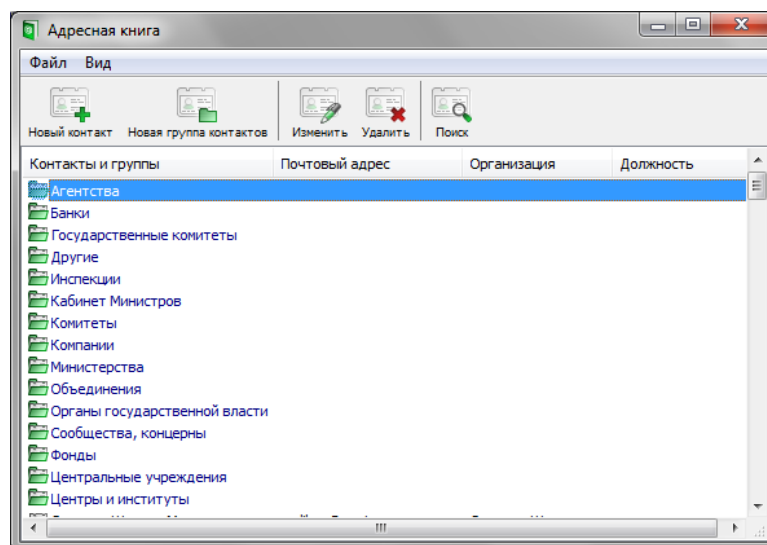 Адресная книга
Файл Вид
Новый контакт Новая группа контактов Изменить Удалить Поиск
Контакты и группы Почтовый адрес Организация Должность
Агентства
Банки
Государственные комитеты
Другие
Инспекции
Кабинет Министров
Комитеты
Компании
Министерства
Объединения
Органы государственной власти
Сообщества, концерны
Фонды
Центральные учреждения
Центры и институты